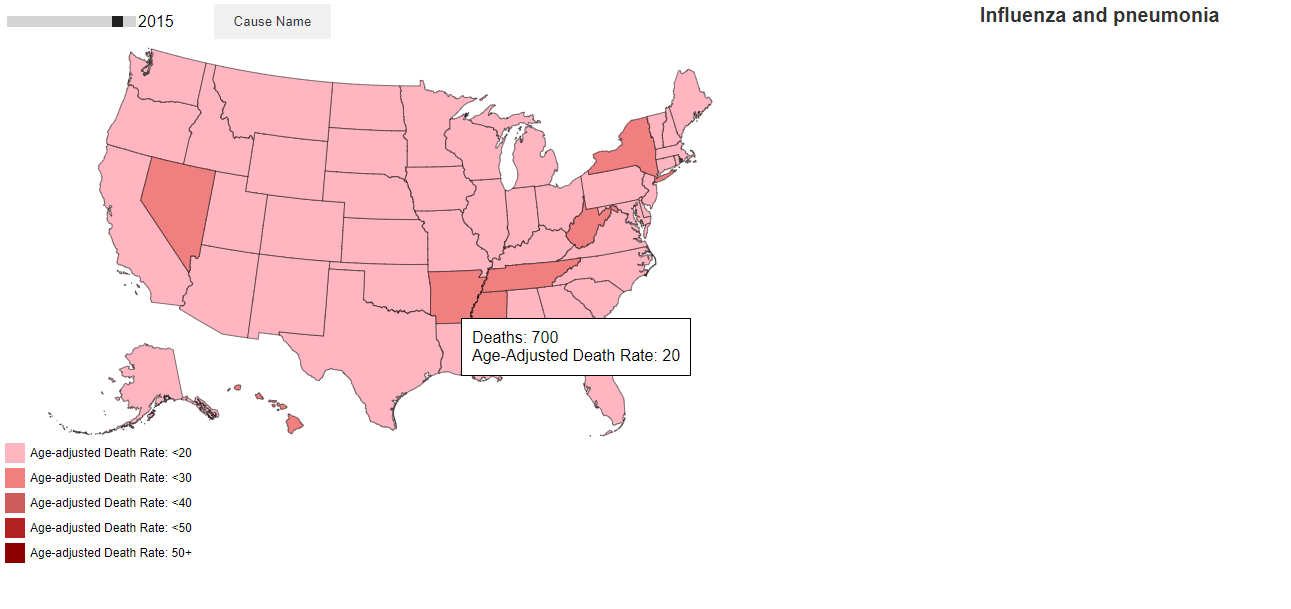 2015
Cause Name
Influenza and pneumonia
Deaths: 700
Age-Adjusted Death Rate: 20
Age-adjusted Death Rate: <20
Age-adjusted Death Rate: <30
Age-adjusted Death Rate: <40
Age-adjusted Death Rate: <50
Age-adjusted Death Rate: 50+